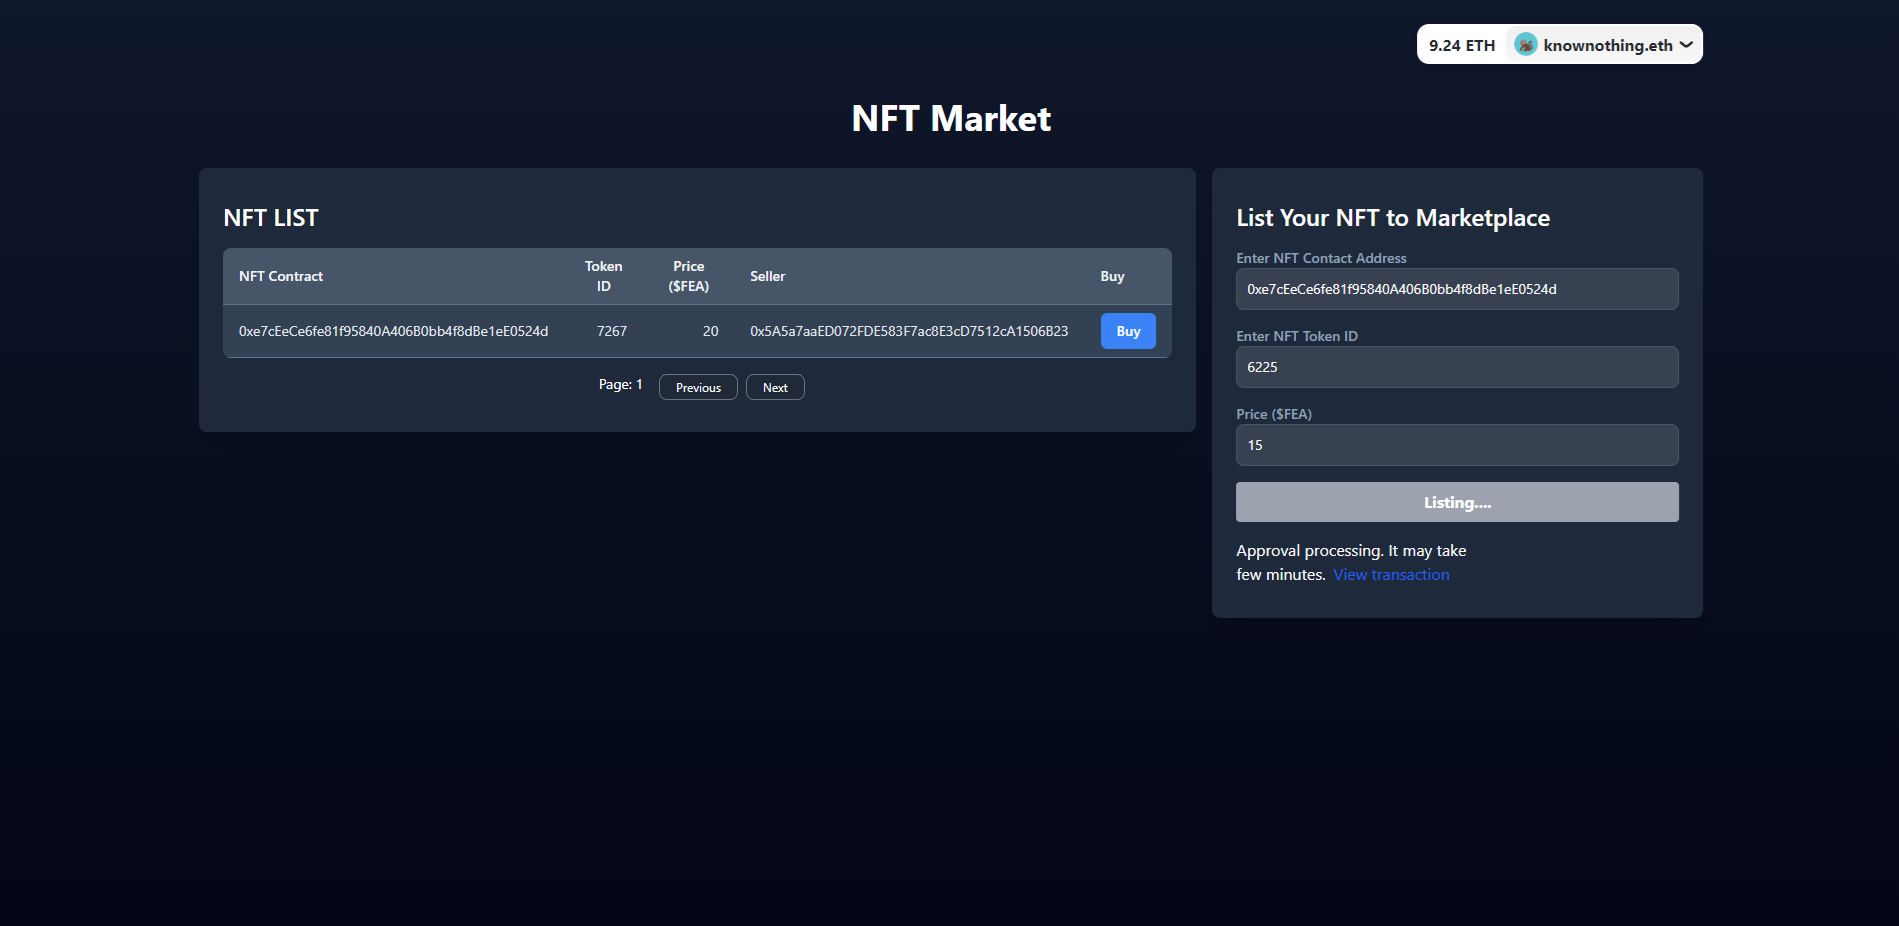 9.24 ETH knownothing.eth
NFT Market
NFT LIST
NFT Contract Token ID Price ($FEA) Seller Buy
0xe7cEeCe6fe81f95840A406B0bb4f8dBe1eE0524d 7267 20 0x5A5a7aaED072FDE583F7ac8E3cD7512cA1506B23 Buy
Page: 1 Previous Next
List Your NFT to Marketplace
Enter NFT Contact Address
0xe7cEeCe6fe81f95840A406B0bb4f8dBe1eE0524d
Enter NFT Token ID
6225
Price ($FEA)
15
Listing....
Approval processing. It may take
few minutes. View transaction